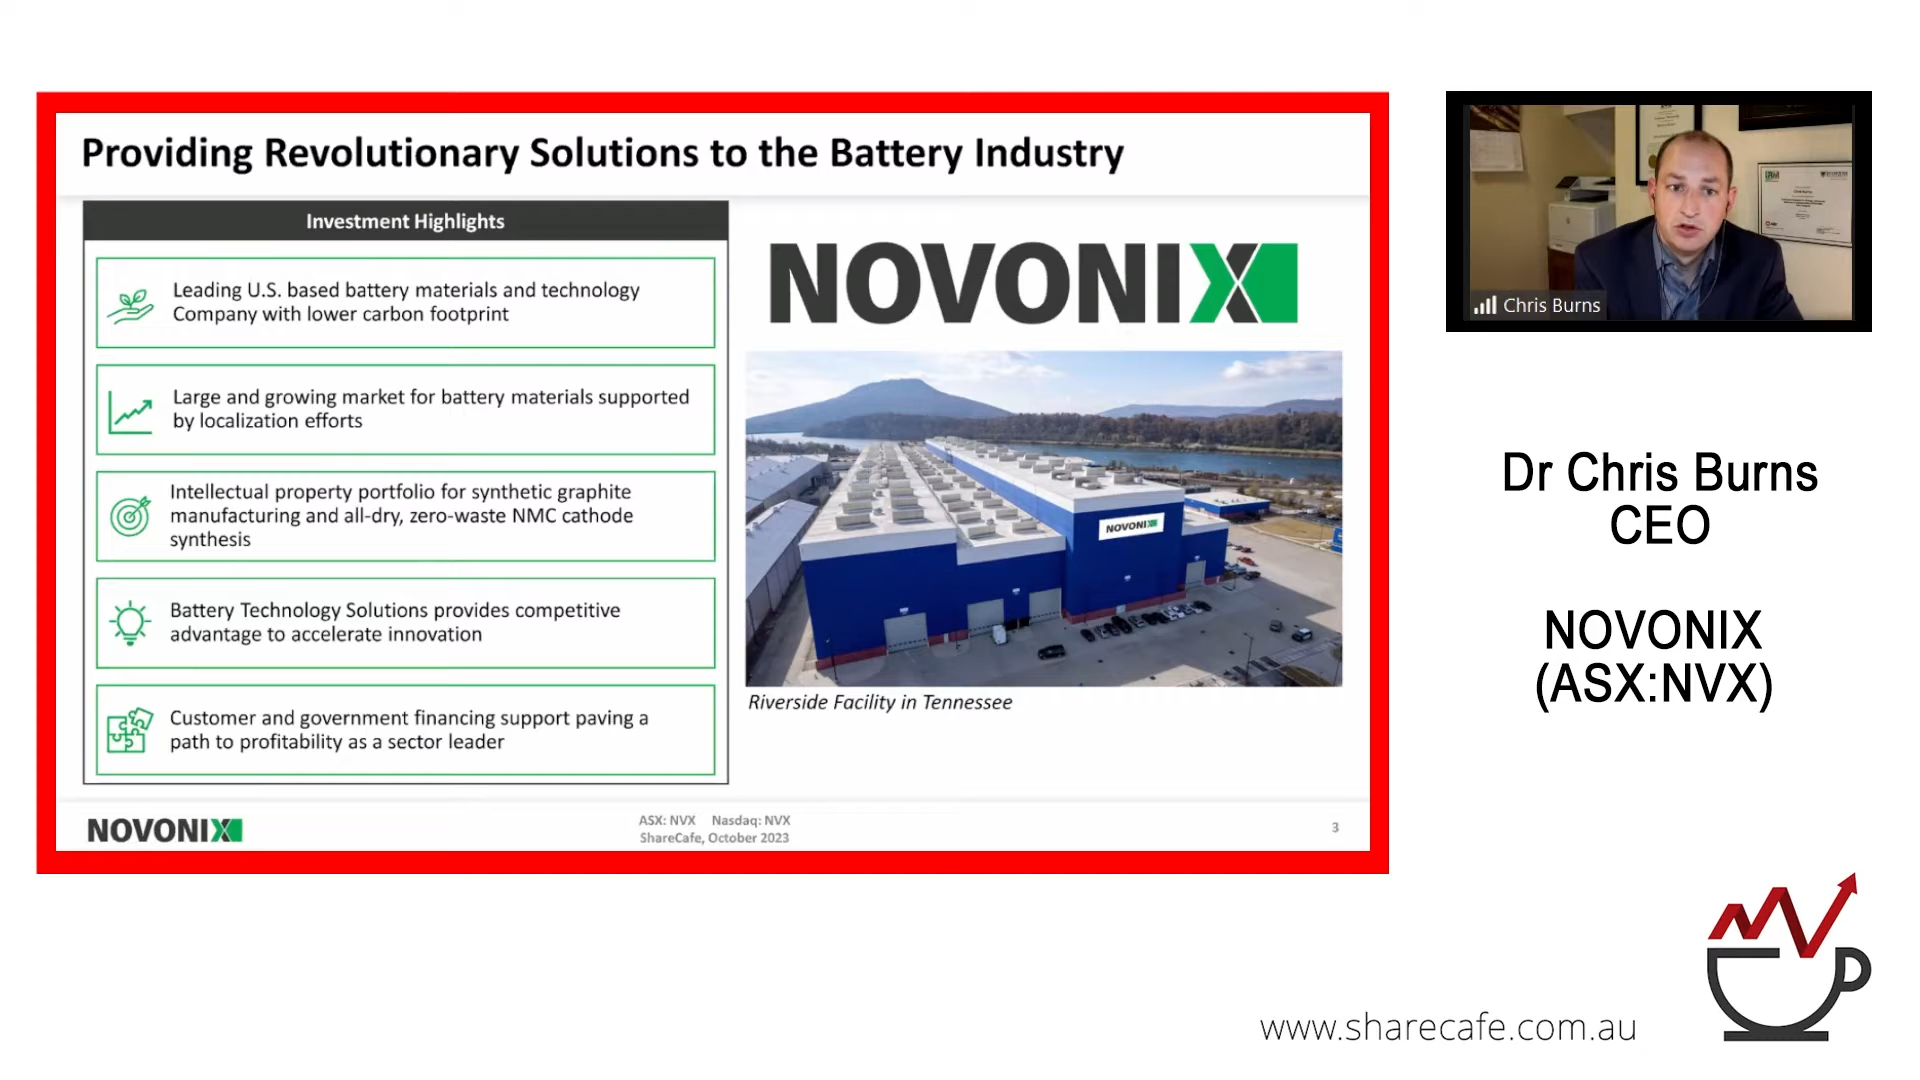 Providing Revolutionary Solutions to the Battery Industry
Investment Highlights
Leading U.S. based battery materials and technology
Company with lower carbon footprint
Large and growing market for battery materials supported
by localization efforts
Intellectual property portfolio for synthetic graphite
manufacturing and all-dry, zero-waste NMC cathode
synthesis
Battery Technology Solutions provides competitive
advantage to accelerate innovation
Customer and government financing support paving a
path to profitability as a sector leader
NOVONIX
NOVONIX
Riverside Facility in Tennessee
NOVONIX
ASX: NVX Nasdaq: NVX
ShareCafe, October 2023
3
Chris Burns
Dr Chris Burns
CEO
NOVONIX
(ASX:NVX)
www.sharecafe.com.au